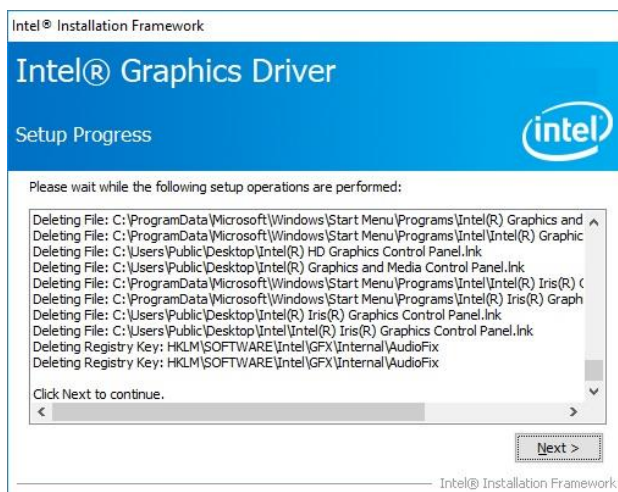 Intel® Installation Framework
Intel® Graphics Driver
Setup Progress
intel
Please wait while the following setup operations are performed:
Deleting File: C:\ProgramData\Microsoft\Windows\Start Menu\Programs\Intel(R) Graphics and
Deleting File: C:\ProgramData\Microsoft\Windows\Start Menu\Programs\Intel\Intel(R) Graphic
Deleting File: C:\Users\Public\Desktop\Intel(R) HD Graphics Control Panel.lnk
Deleting File: C:\Users\Public\Desktop\Intel(R) Graphics and Media Control Panel.lnk
Deleting File: C:\ProgramData\Microsoft\Windows\Start Menu\Programs\Intel\Intel(R) Iris(R) G
Deleting File: C:\ProgramData\Microsoft\Windows\Start Menu\Programs\Intel(R) Iris(R) Graph
Deleting File: C:\Users\Public\Desktop\Intel(R) Iris(R) Graphics Control Panel.lnk
Deleting File: C:\Users\Public\Desktop\Intel\Intel(R) Iris(R) Graphics Control Panel.lnk
Deleting Registry Key: HKLM\SOFTWARE\Intel\GFX\Internal\AudioFix
Deleting Registry Key: HKLM\SOFTWARE\Intel\GFX\Internal\AudioFix
Click Next to continue.
Next >
Intel® Installation Framework